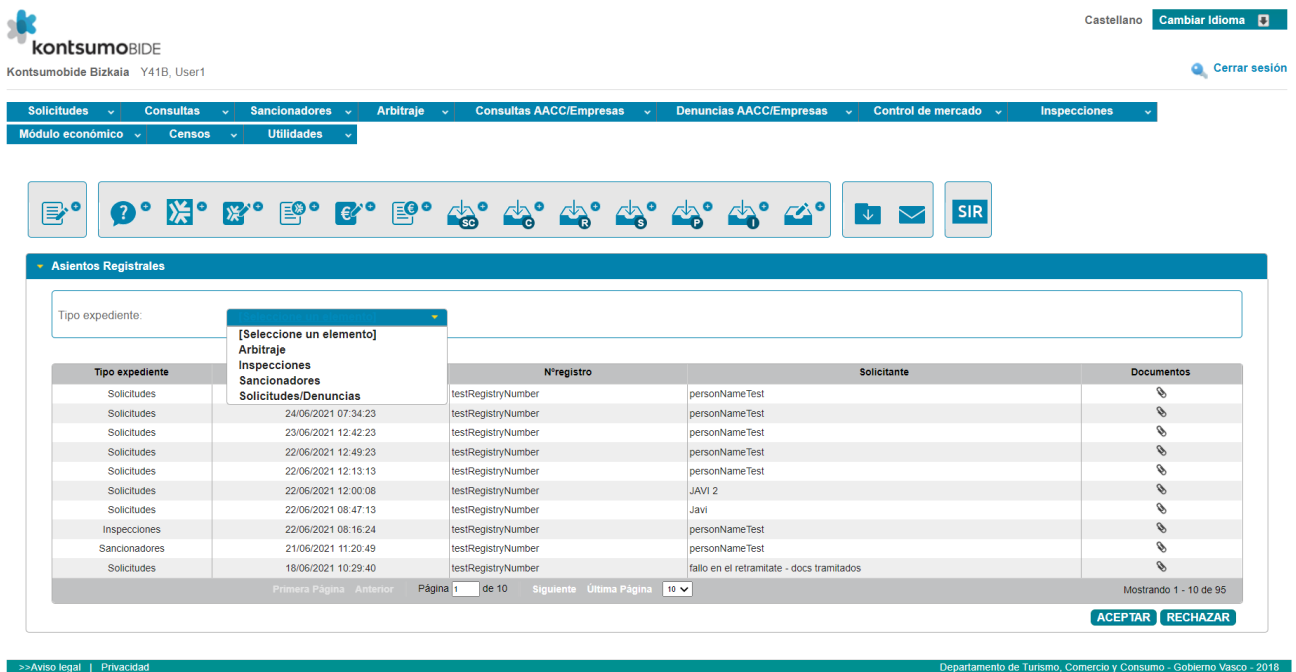 Castellano Cambiar Idioma
kontsumoBIDE
Kontsumobide Bizkaia Y41B, User1
Cerrar sesión
Solicitudes Consultas Sancionadores Arbitraje Consultas AACC/Empresas Denuncias AACC/Empresas Control de mercado Inspecciones
Módulo económico Censos Utilidades
? € € SC C R S P I SIR
Asientos Registrales
Tipo expediente:
[Seleccione un elemento]
Arbitraje
Inspecciones
Sancionadores
Solicitudes/Denuncias
Tipo expediente Nºregistro Solicitante Documentos
Solicitudes testRegistryNumber personNameTest
Solicitudes 24/06/2021 07:34:23 testRegistryNumber personNameTest
Solicitudes 23/06/2021 12:42:23 testRegistryNumber personNameTest
Solicitudes 22/06/2021 12:49:23 testRegistryNumber personNameTest
Solicitudes 22/06/2021 12:13:13 testRegistryNumber personNameTest
Solicitudes 22/06/2021 12:00:08 testRegistryNumber JAVI 2
Solicitudes 22/06/2021 08:47:13 testRegistryNumber Javi
Inspecciones 22/06/2021 08:16:24 testRegistryNumber personNameTest
Sancionadores 21/06/2021 11:20:49 testRegistryNumber personNameTest
Solicitudes 18/06/2021 10:29:40 testRegistryNumber fallo en el retramitate - docs tramitados
Primera Página Anterior Página 1 de 10 Siguiente Última Página 10 Mostrando 1 - 10 de 95
ACEPTAR RECHAZAR
>>Aviso legal | Privacidad Departamento de Turismo, Comercio y Consumo - Gobierno Vasco - 2018